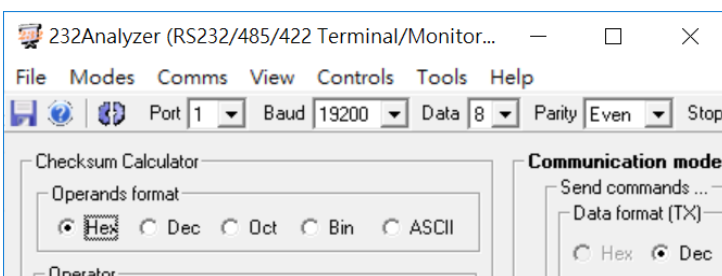 232Analyzer (RS232/485/422 Terminal/Monitor...
File Modes Comms View Controls Tools Help
Port 1 Baud 19200 Data 8 Parity Even Stop
Checksum Calculator
Operands format
Hex Dec Oct Bin ASCII
Operator
Communication mode
Send commands ...
Data format (TX)
Hex Dec